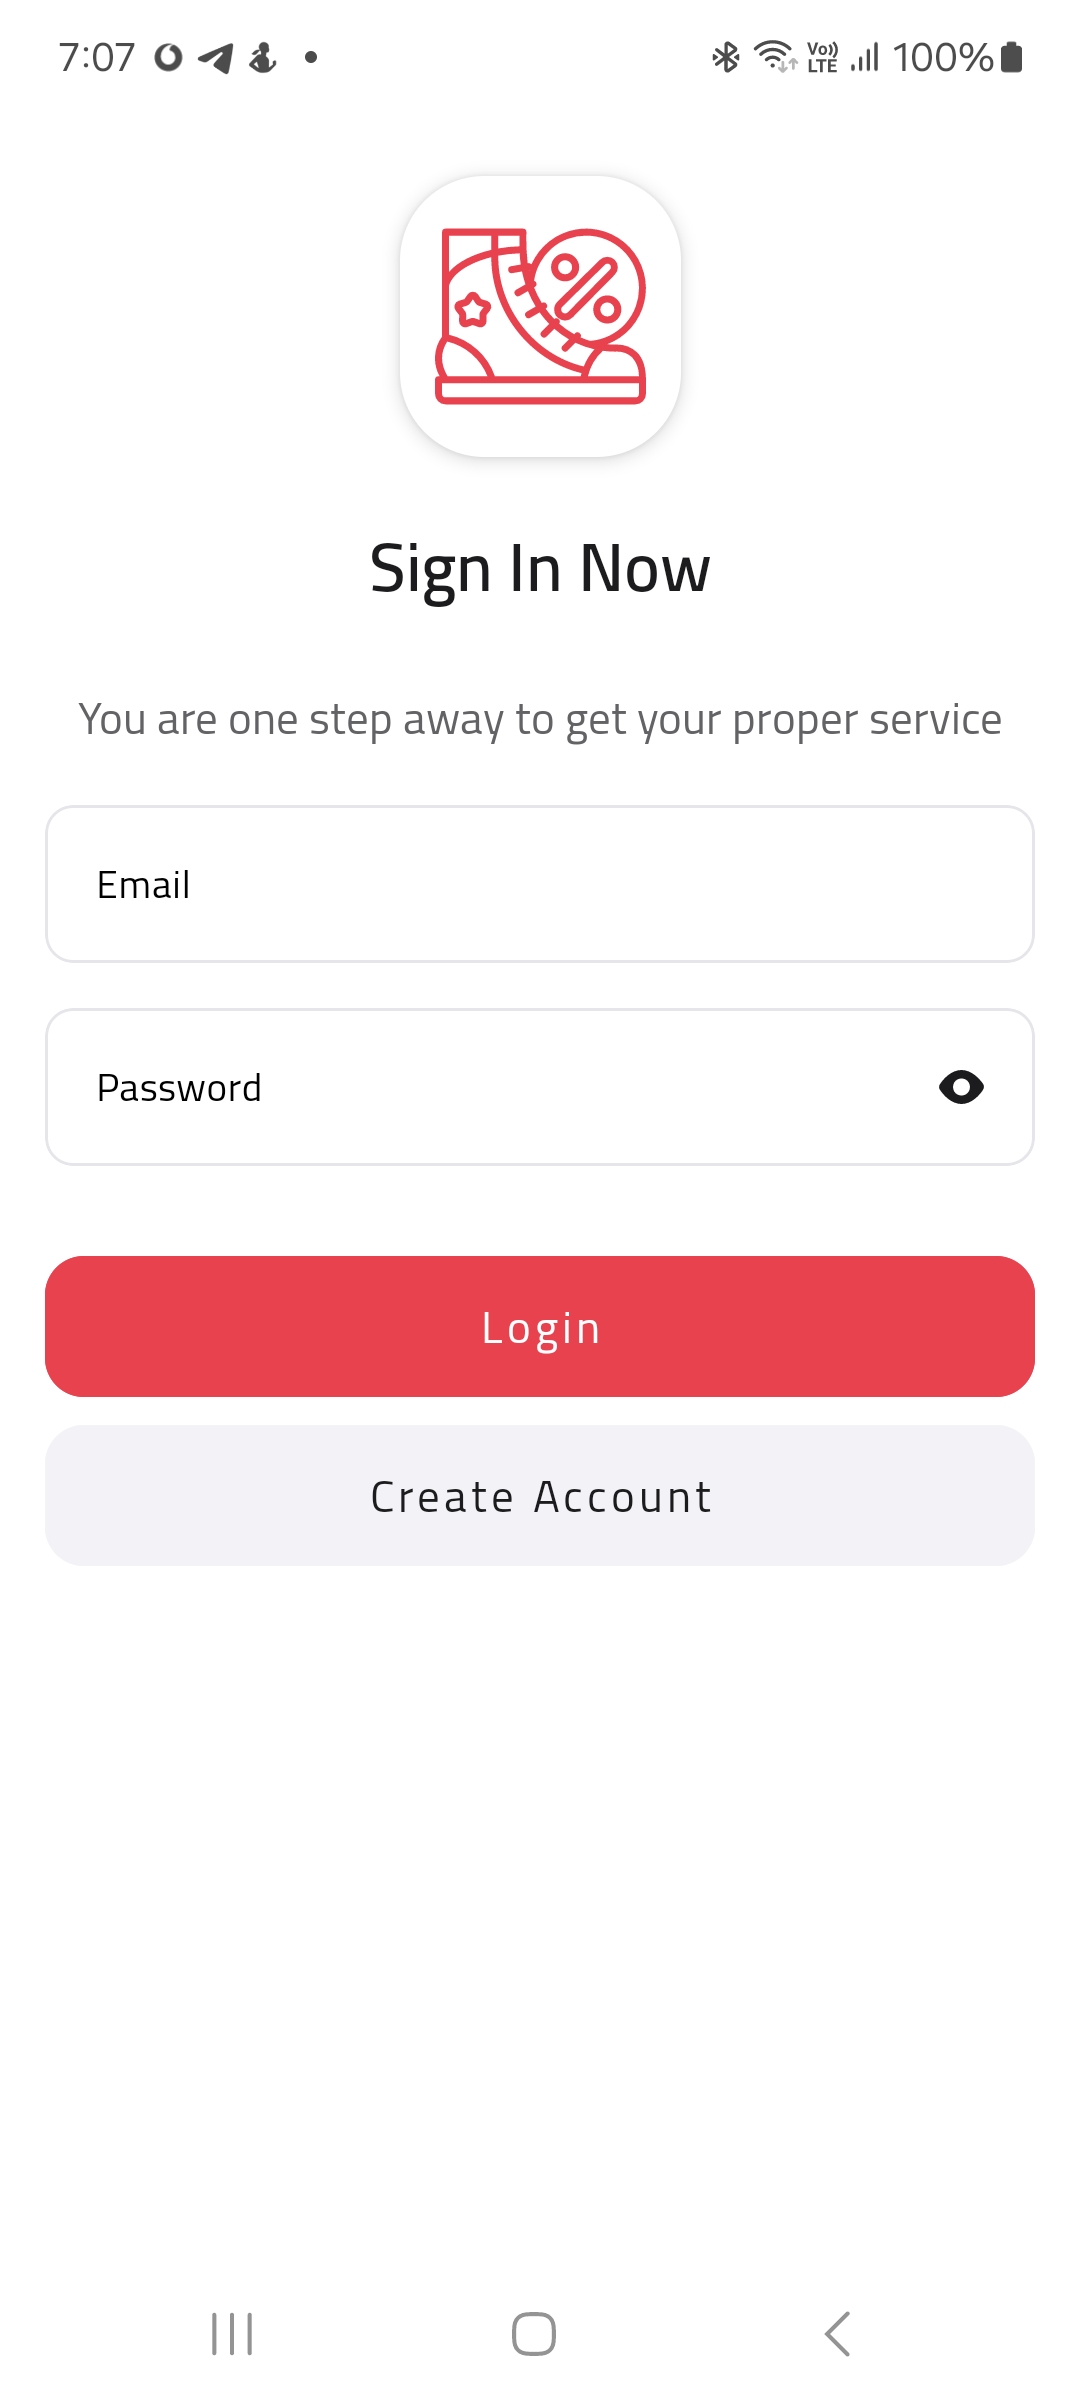 7:07
Vo)) LTE 100%
Sign In Now
You are one step away to get your proper service
Email
Password
Login
Create Account